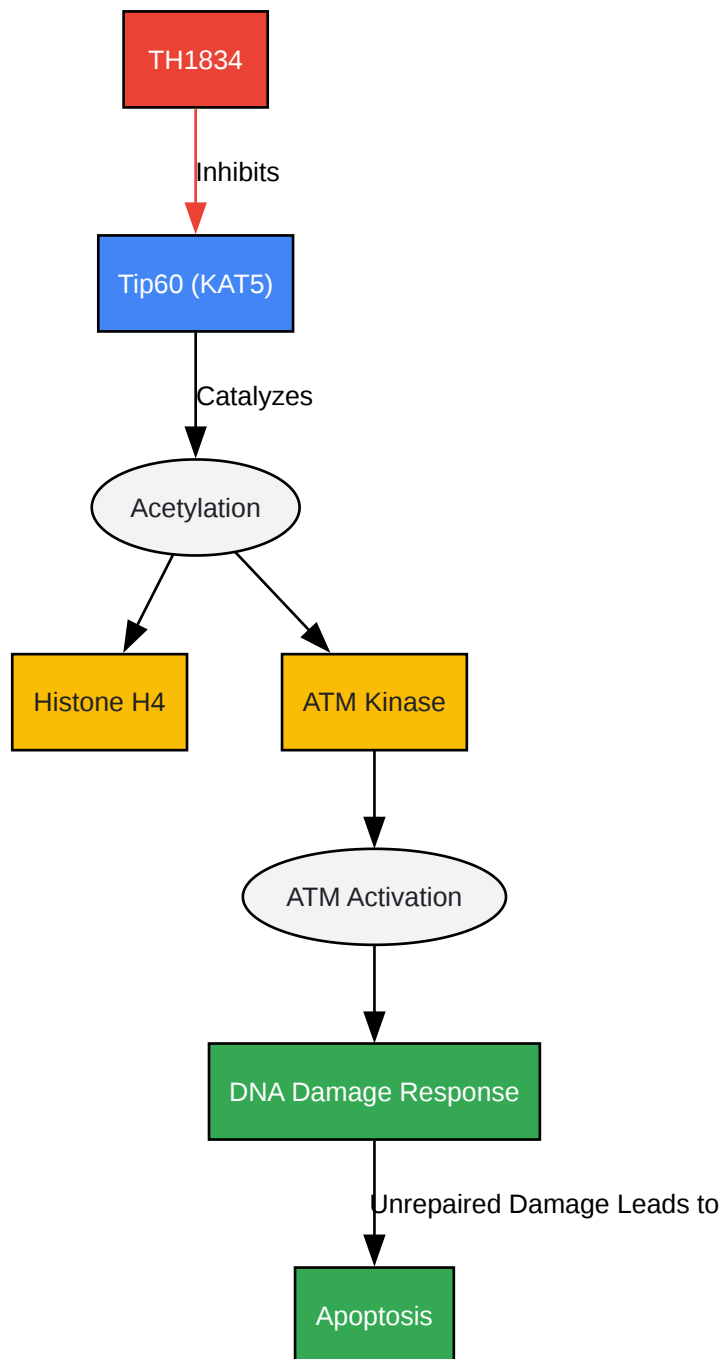 TH1834
Inhibits
Tip60 (KAT5)
Catalyzes
Acetylation
Histone H4
ATM Kinase
ATM Activation
DNA Damage Response
Unrepaired Damage Leads to
Apoptosis